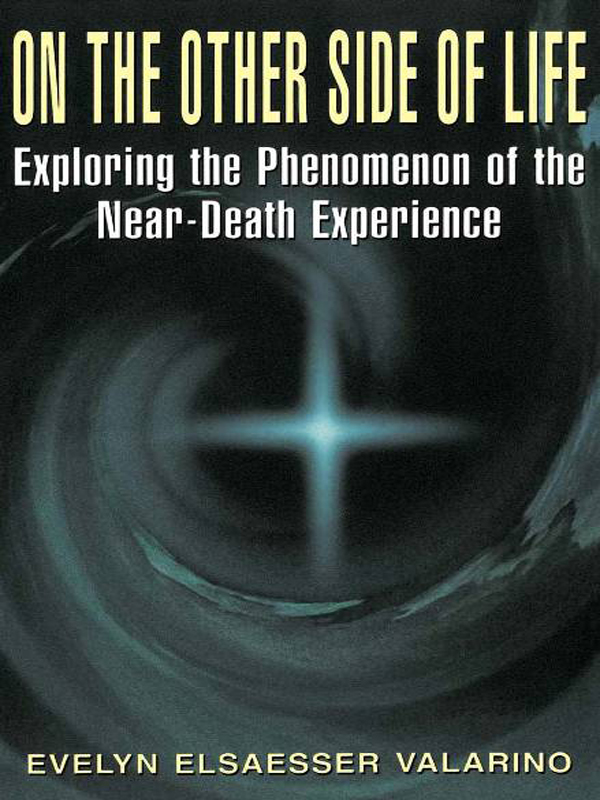 ON THE OTHER SIDE OF LIFE
Exploring the Phenomenon of the
Near-Death Experience
EVELYN ELSAESSER VALARINO